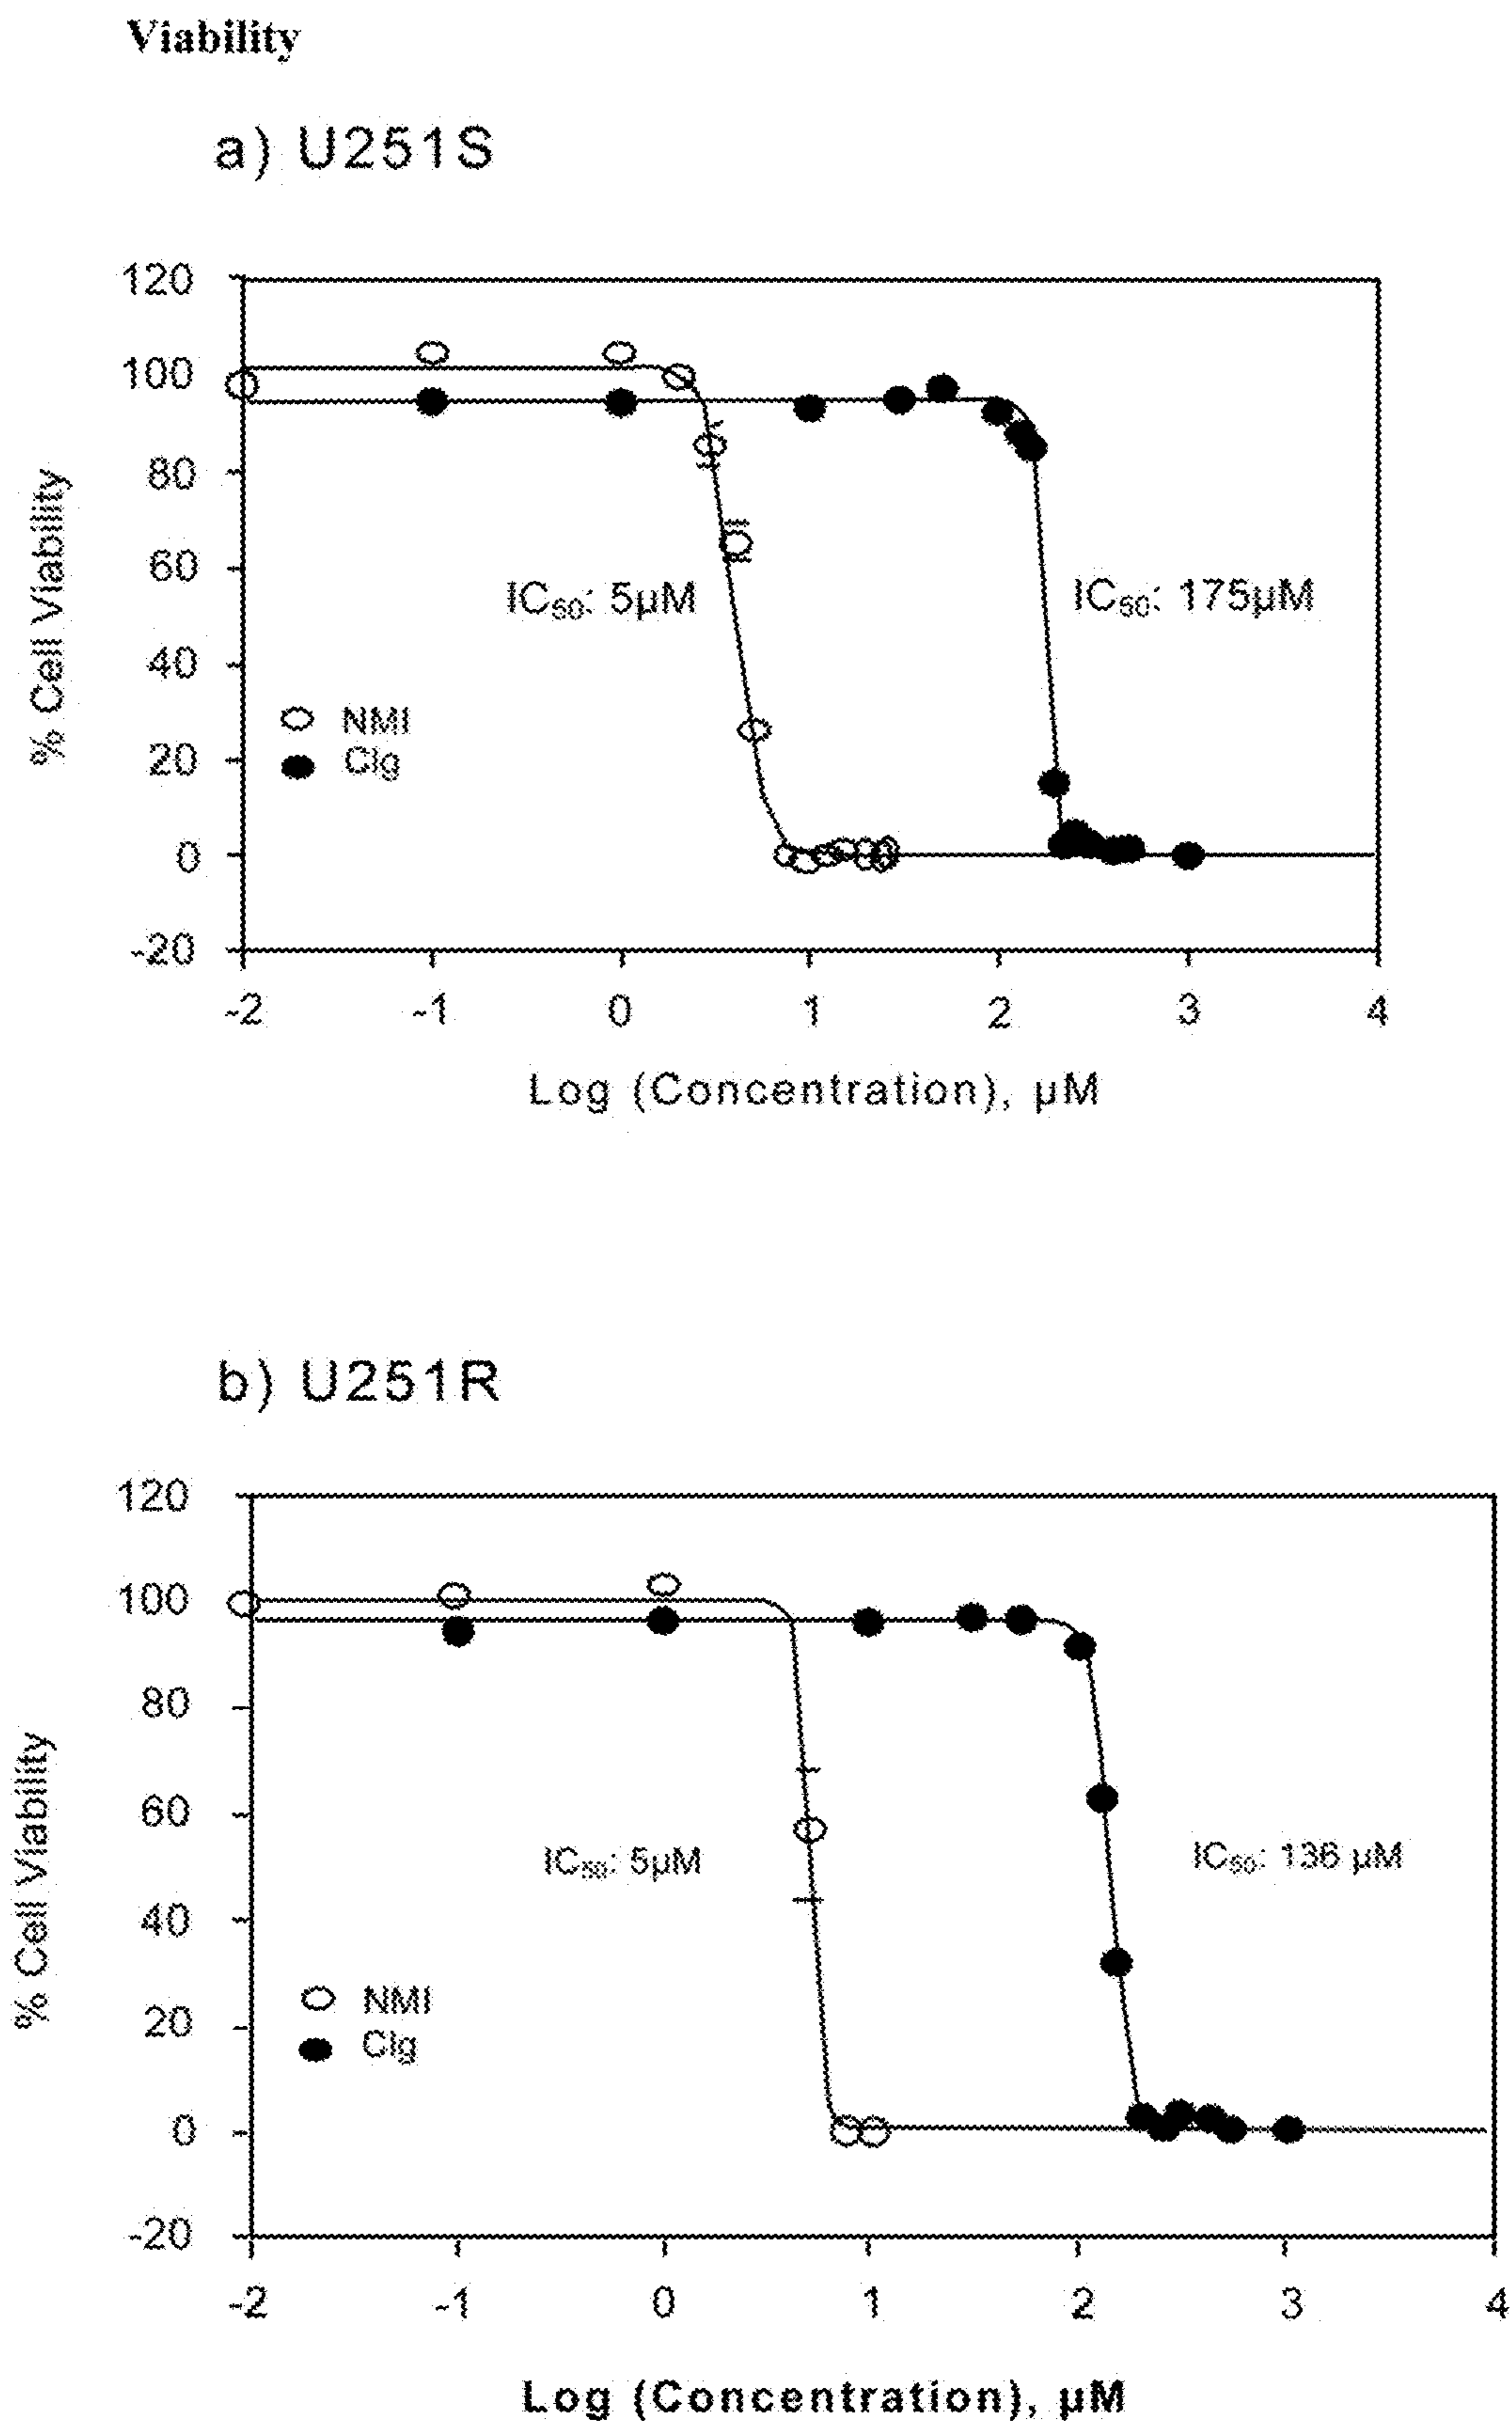 Viability
a) U251S
120
100
80
60
40
20
0
-20
% Cell Viability
IC50: 5µM
IC50: 175µM
NMI
Clg
-2 -1 0 1 2 3 4
Log (Concentration), µM
b) U251R
120
100
80
60
40
20
0
-20
% Cell Viability
IC50: 5µM
IC50: 136 µM
NMI
Clg
-2 -1 0 1 2 3 4
Log (Concentration), µM